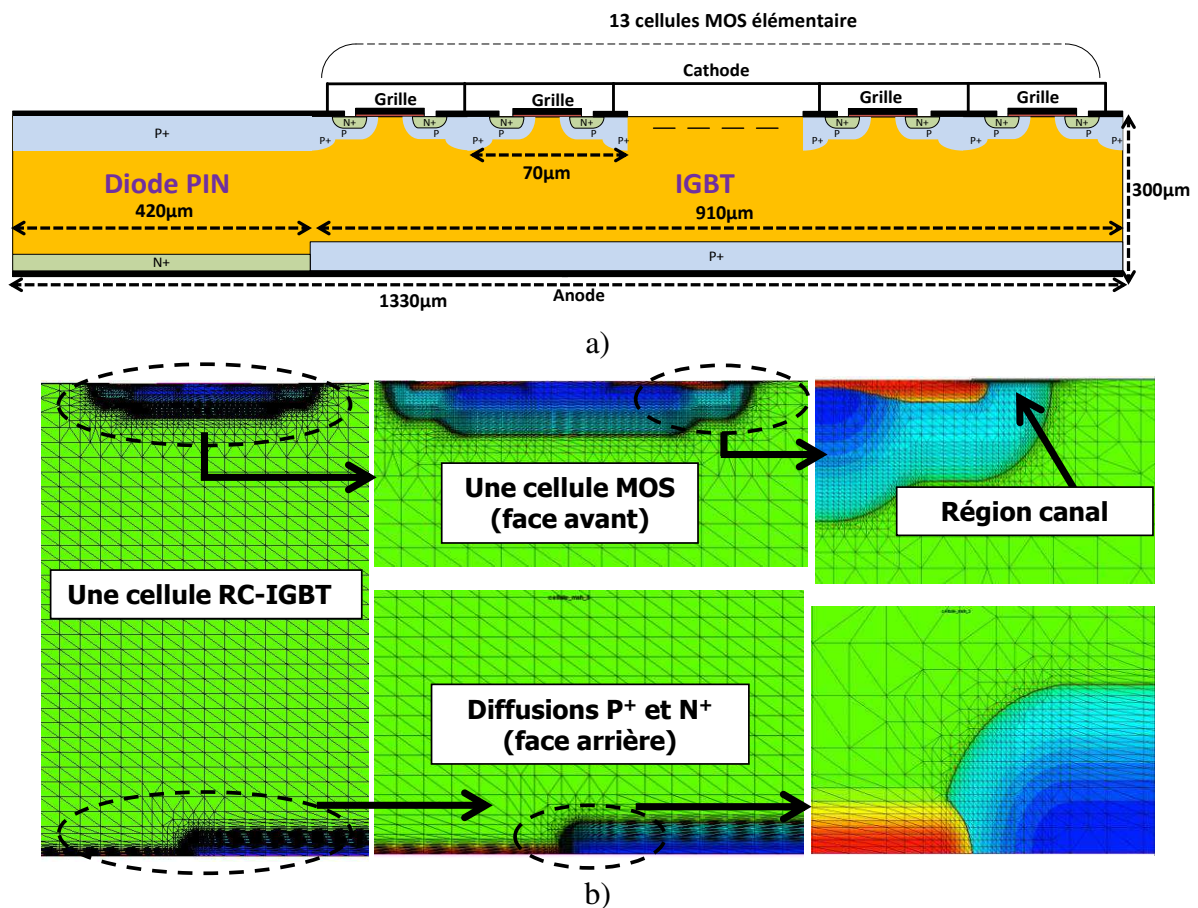 13 cellules MOS élémentaire
Cathode
Grille Grille Grille Grille
N+ N+ N+ N+ N+ N+ N+ N+
P+ P P P P P P P P
P+ P+ P+ P+ P+ P+
70µm
Diode PIN IGBT
300µm
420µm 910µm
N+ P+
1330µm Anode
a)
Une cellule MOS
(face avant)
Région canal
Une cellule RC-IGBT
Diffusions P+ et N+
(face arrière)
b)